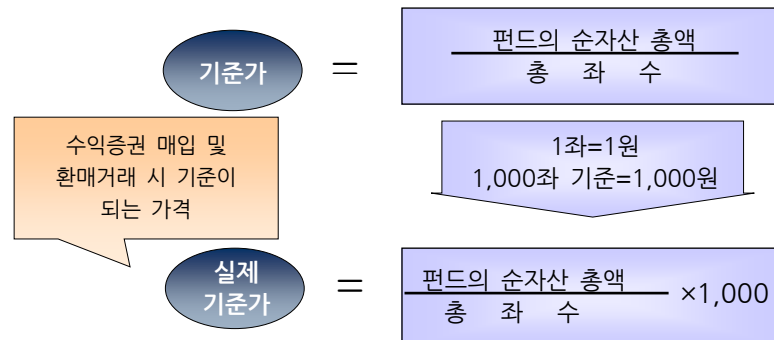 기준가
=
펀드의 순자산 총액
총 좌 수
수익증권 매입 및
환매거래 시 기준이
되는 가격
1좌=1원
1,000좌 기준=1,000원
실제
기준가
=
펀드의 순자산 총액
총 좌 수
×1,000